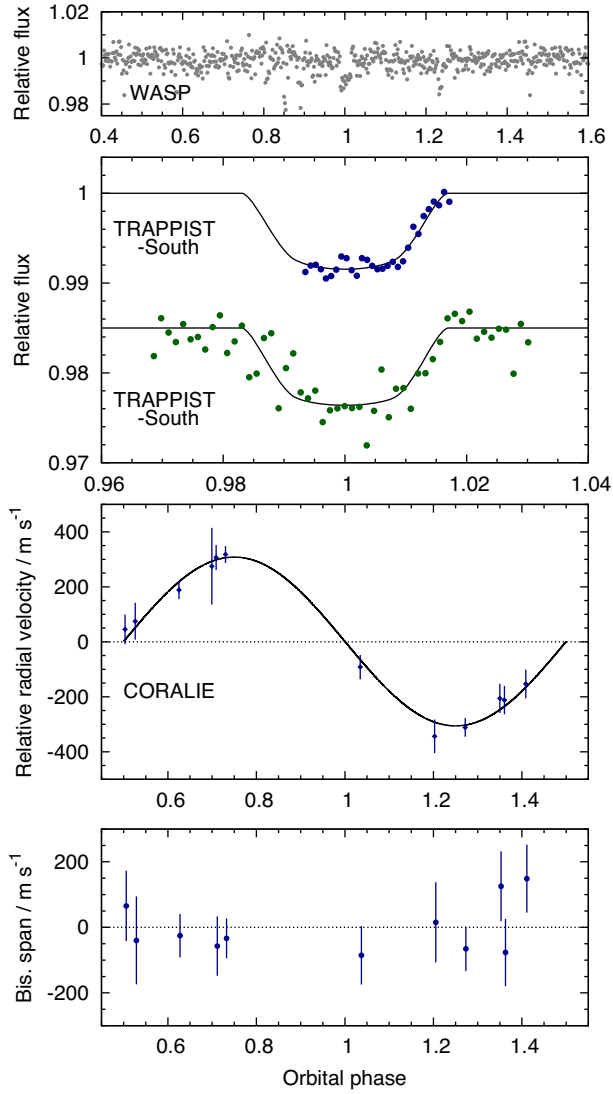 1.02
1
0.98
Relative flux
WASP
0.4 0.6 0.8 1 1.2 1.4 1.6
1
0.99
0.98
0.97
Relative flux
TRAPPIST
-South
TRAPPIST
-South
0.96 0.98 1 1.02 1.04
400
200
0
-200
-400
Relative radial velocity / m s⁻¹
CORALIE
0.6 0.8 1 1.2 1.4
200
0
-200
Bis. span / m s⁻¹
0.6 0.8 1 1.2 1.4
Orbital phase